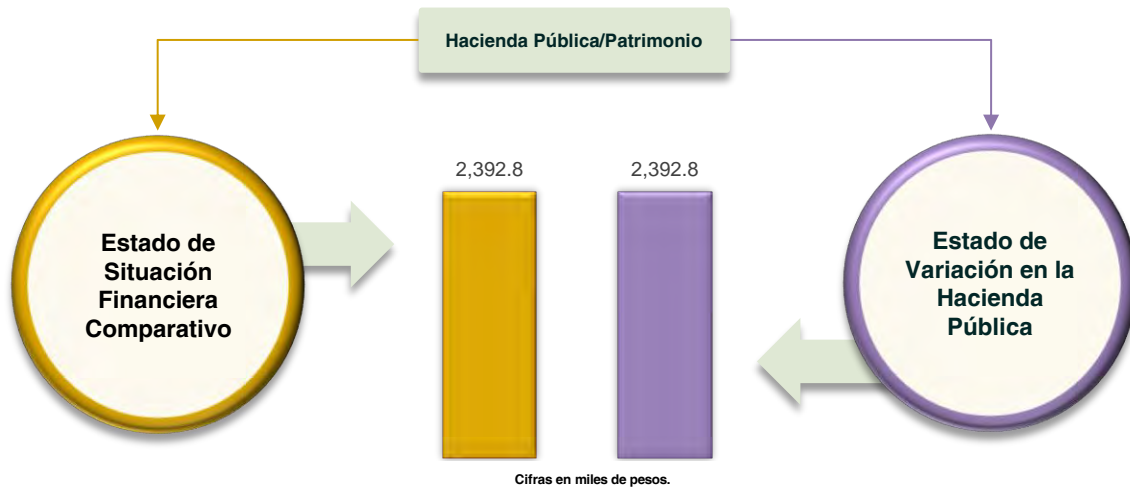 Hacienda Pública/Patrimonio
2,392.8
2,392.8
Estado de
Situación
Financiera
Comparativo
Estado de
Variación en la
Hacienda
Pública
Cifras en miles de pesos.